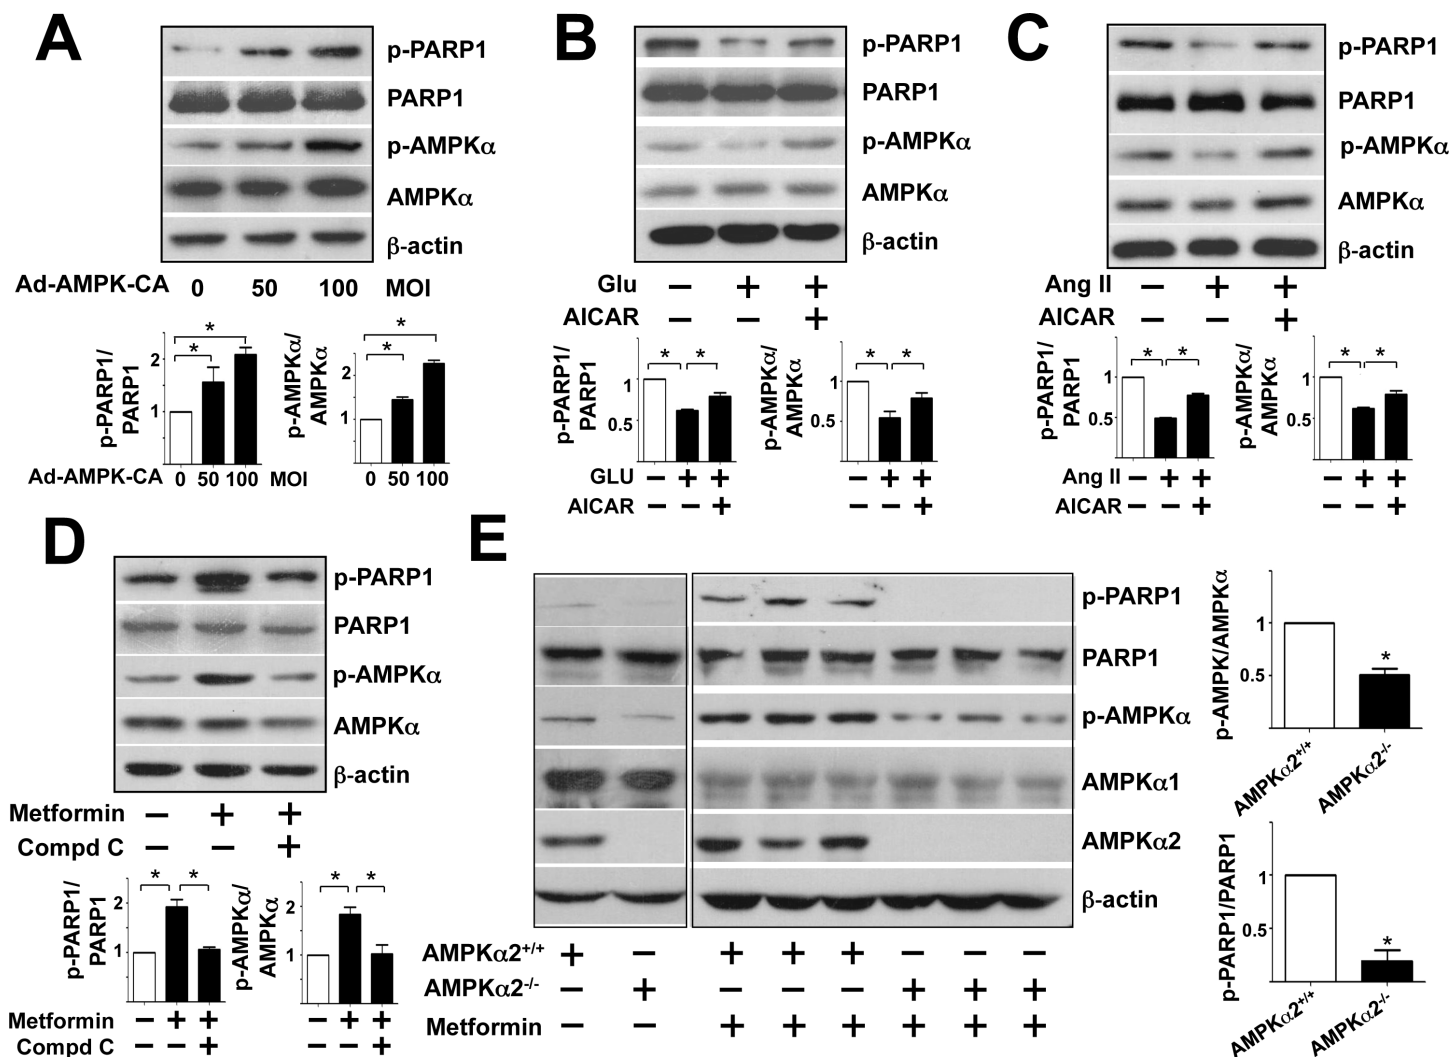 A
p-PARP1
PARP1
p-AMPKα
AMPKα
β-actin
Ad-AMPK-CA 0 50 100 MOI
p-PARP1/
PARP1
2
1
* *
Ad-AMPK-CA 0 50 100 MOI
p-AMPKα/
AMPKα
2
1
* *
0 50 100
B
p-PARP1
PARP1
p-AMPKα
AMPKα
β-actin
Glu − + +
AICAR − − +
p-PARP1/
PARP1
1
0.5
* *
GLU − + +
AICAR − − +
p-AMPKα/
AMPKα
1
0.5
* *
− + +
− − +
C
p-PARP1
PARP1
p-AMPKα
AMPKα
β-actin
Ang II − + +
AICAR − − +
p-PARP1/
PARP1
1
0.5
* *
Ang II − + +
AICAR − − +
p-AMPKα/
AMPKα
1
0.5
* *
− + +
− − +
D
p-PARP1
PARP1
p-AMPKα
AMPKα
β-actin
Metformin − + +
Compd C − − +
p-PARP1/
PARP1
2
1
* *
Metformin − + +
Compd C − − +
p-AMPKα/
AMPKα
2
1
* *
− + +
− − +
E
p-PARP1
PARP1
p-AMPKα
AMPKα1
AMPKα2
β-actin
AMPKα2+/+ + − + + + − − −
AMPKα2-/- − + − − − + + +
Metformin − − + + + + + +
p-AMPK/AMPKα
1
0.5
*
AMPKα2+/+
AMPKα2-/-
p-PARP1/PARP1
1
0.5
*
AMPKα2+/+
AMPKα2-/-